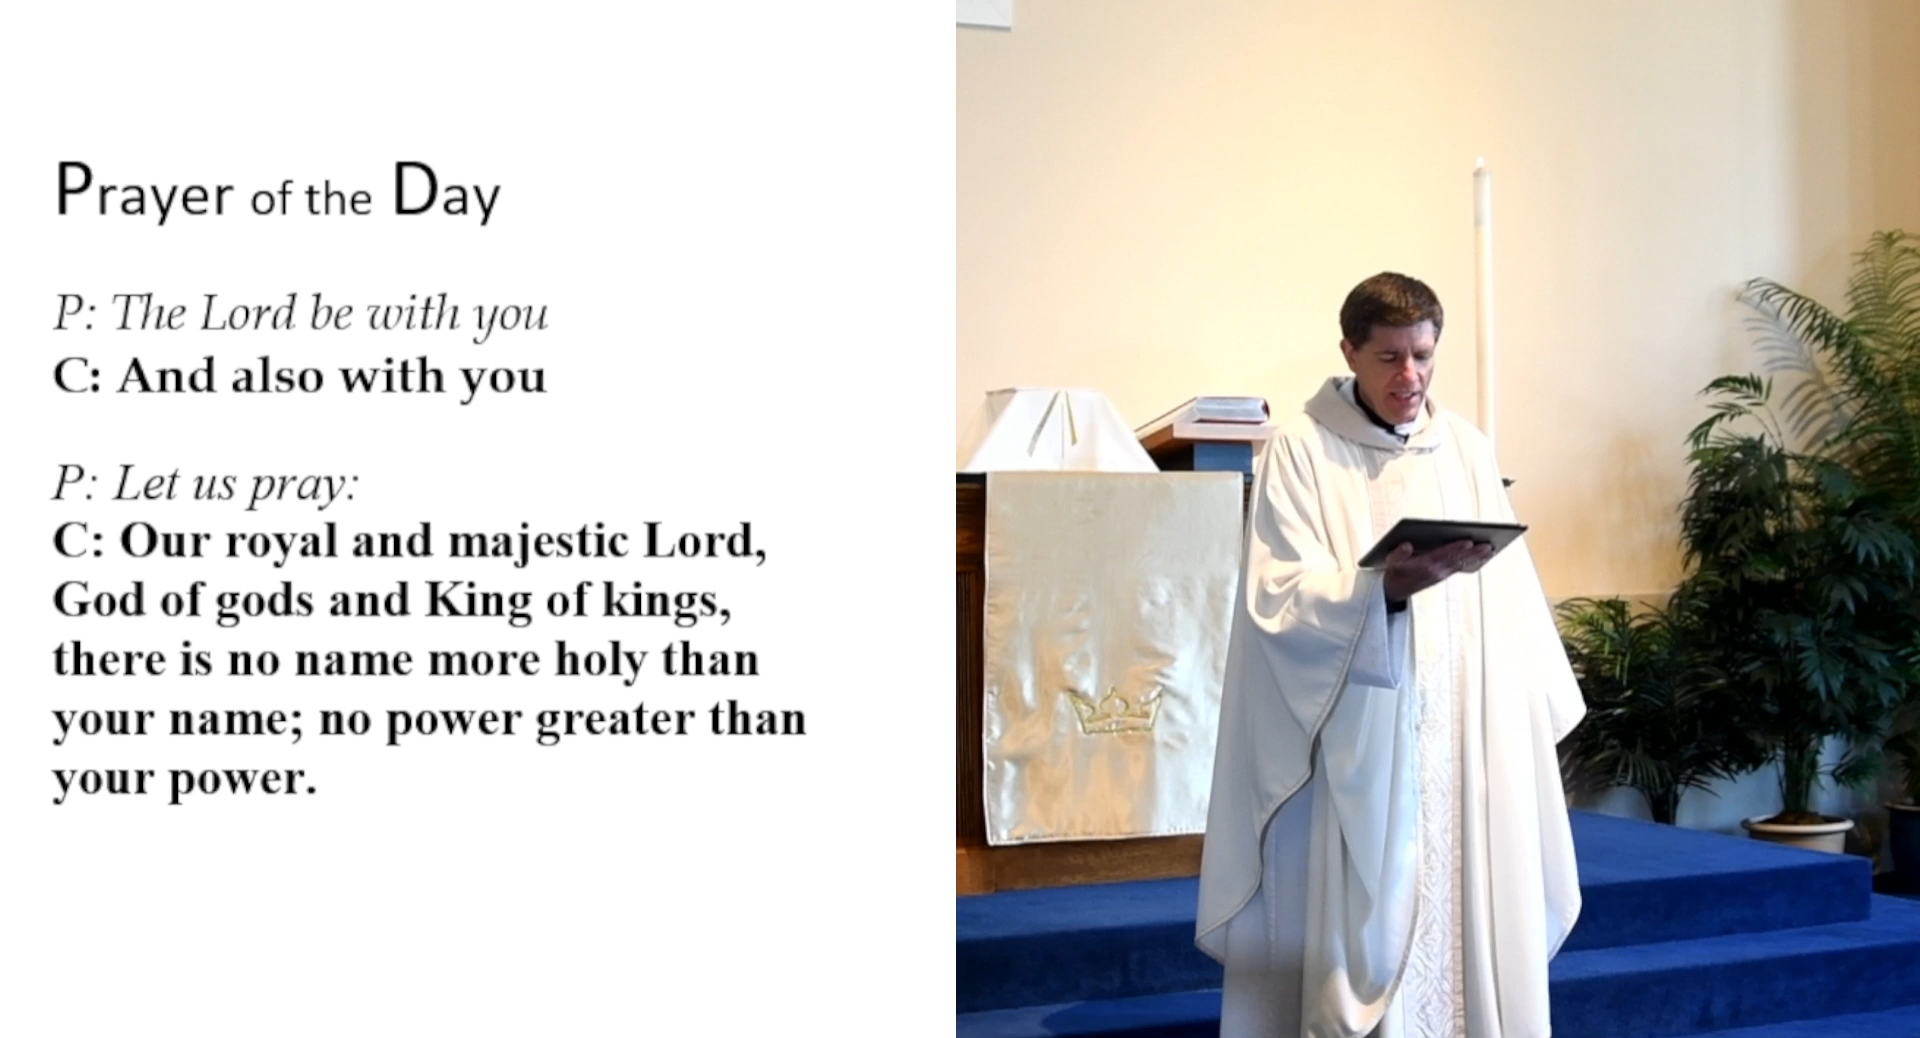 Prayer of the Day
P: The Lord be with you
C: And also with you
P: Let us pray:
C: Our royal and majestic Lord,
God of gods and King of kings,
there is no name more holy than
your name; no power greater than
your power.